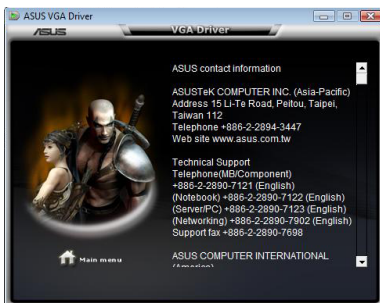 ASUS VGA Driver
/SUS
VGA Driver
ASUS contact information
ASUSTeK COMPUTER INC. (Asia-Pacific)
Address 15 Li-Te Road, Peitou, Taipei,
Taiwan 112
Telephone +886-2-2894-3447
Web site www.asus.com.tw
Technical Support
Telephone(MB/Component)
+886-2-2890-7121 (English)
(Notebook) +886-2-2890-7122 (English)
(Server/PC) +886-2-2890-7123 (English)
(Networking) +886-2-2890-7902 (English)
Support fax +886-2-2890-7698
ASUS COMPUTER INTERNATIONAL
(America)
Main menu